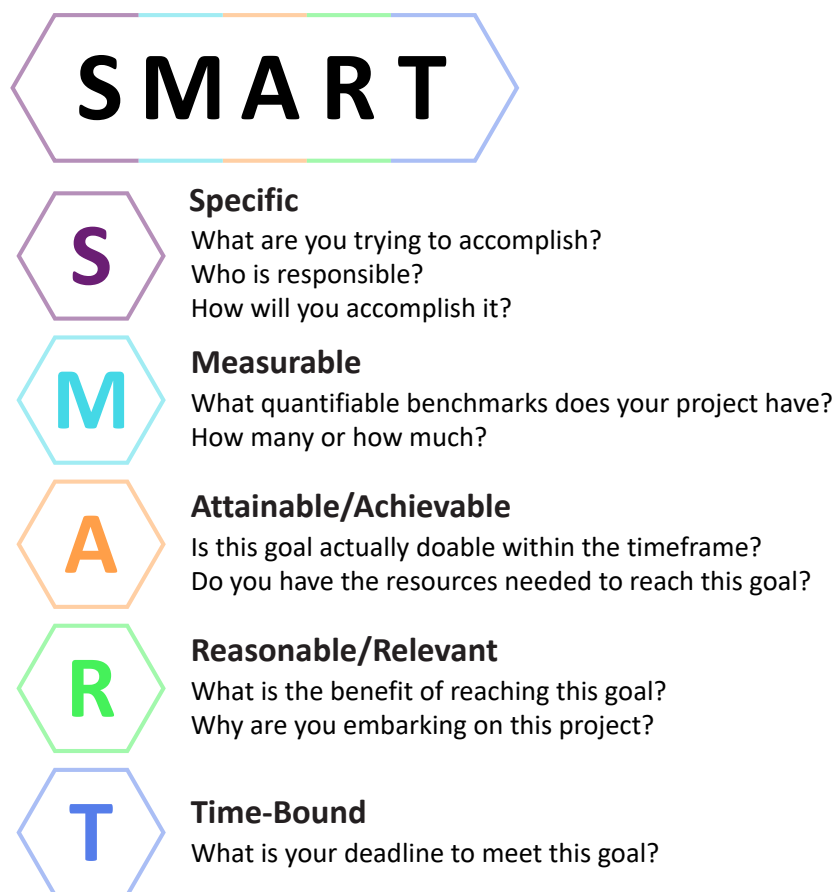 SMART
S
Specific
What are you trying to accomplish?
Who is responsible?
How will you accomplish it?
M
Measurable
What quantifiable benchmarks does your project have?
How many or how much?
A
Attainable/Achievable
Is this goal actually doable within the timeframe?
Do you have the resources needed to reach this goal?
R
Reasonable/Relevant
What is the benefit of reaching this goal?
Why are you embarking on this project?
T
Time-Bound
What is your deadline to meet this goal?